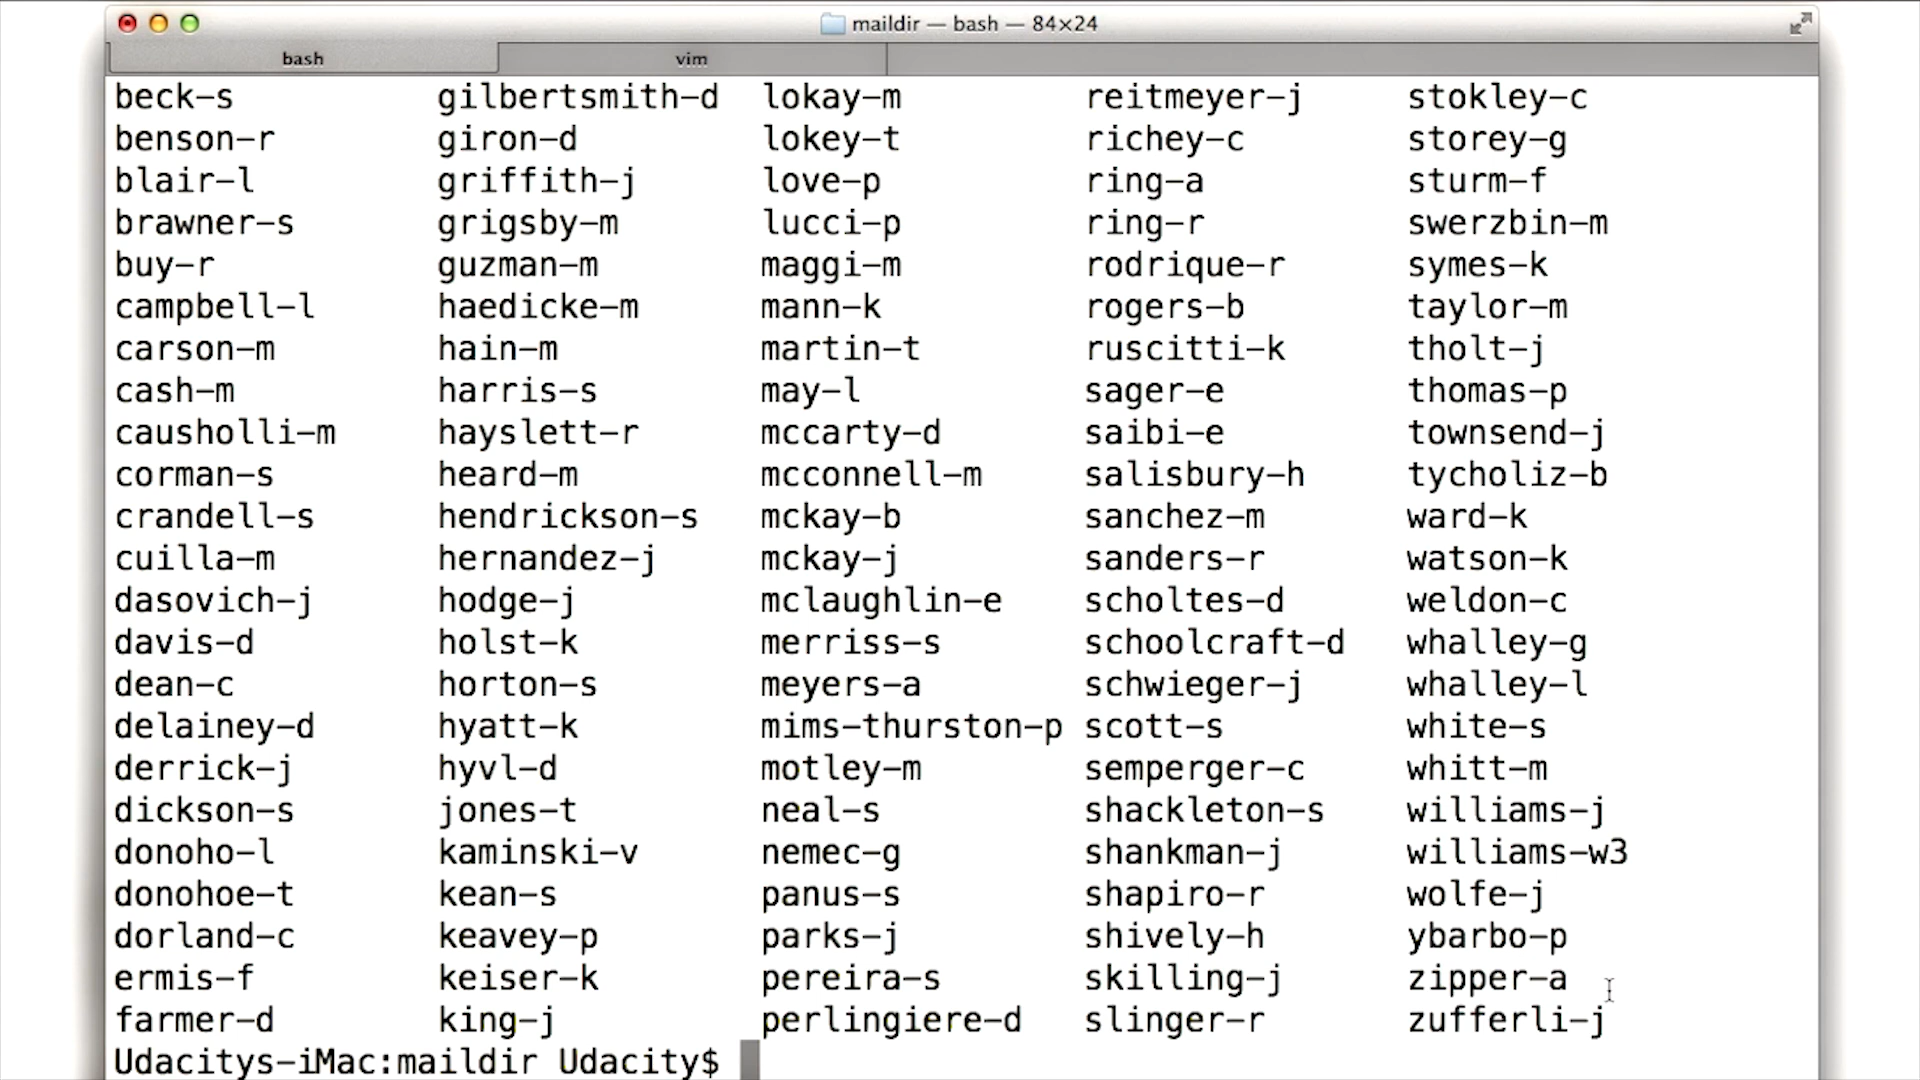 maildir — bash — 84×24
bash vim
beck-s gilbertsmith-d lokay-m reitmeyer-j stokley-c
benson-r giron-d lokey-t richey-c storey-g
blair-l griffith-j love-p ring-a sturm-f
brawner-s grigsby-m lucci-p ring-r swerzbin-m
buy-r guzman-m maggi-m rodrique-r symes-k
campbell-l haedicke-m mann-k rogers-b taylor-m
carson-m hain-m martin-t ruscitti-k tholt-j
cash-m harris-s may-l sager-e thomas-p
causholli-m hayslett-r mccarty-d saibi-e townsend-j
corman-s heard-m mcconnell-m salisbury-h tycholiz-b
crandell-s hendrickson-s mckay-b sanchez-m ward-k
cuilla-m hernandez-j mckay-j sanders-r watson-k
dasovich-j hodge-j mclaughlin-e scholtes-d weldon-c
davis-d holst-k merriss-s schoolcraft-d whalley-g
dean-c horton-s meyers-a schwieger-j whalley-l
delainey-d hyatt-k mims-thurston-p scott-s white-s
derrick-j hyvl-d motley-m semperger-c whitt-m
dickson-s jones-t neal-s shackleton-s williams-j
donoho-l kaminski-v nemec-g shankman-j williams-w3
donohoe-t kean-s panus-s shapiro-r wolfe-j
dorland-c keavey-p parks-j shively-h ybarbo-p
ermis-f keiser-k pereira-s skilling-j zipper-a
farmer-d king-j perlingiere-d slinger-r zufferli-j
Udacitys-iMac:maildir Udacity$